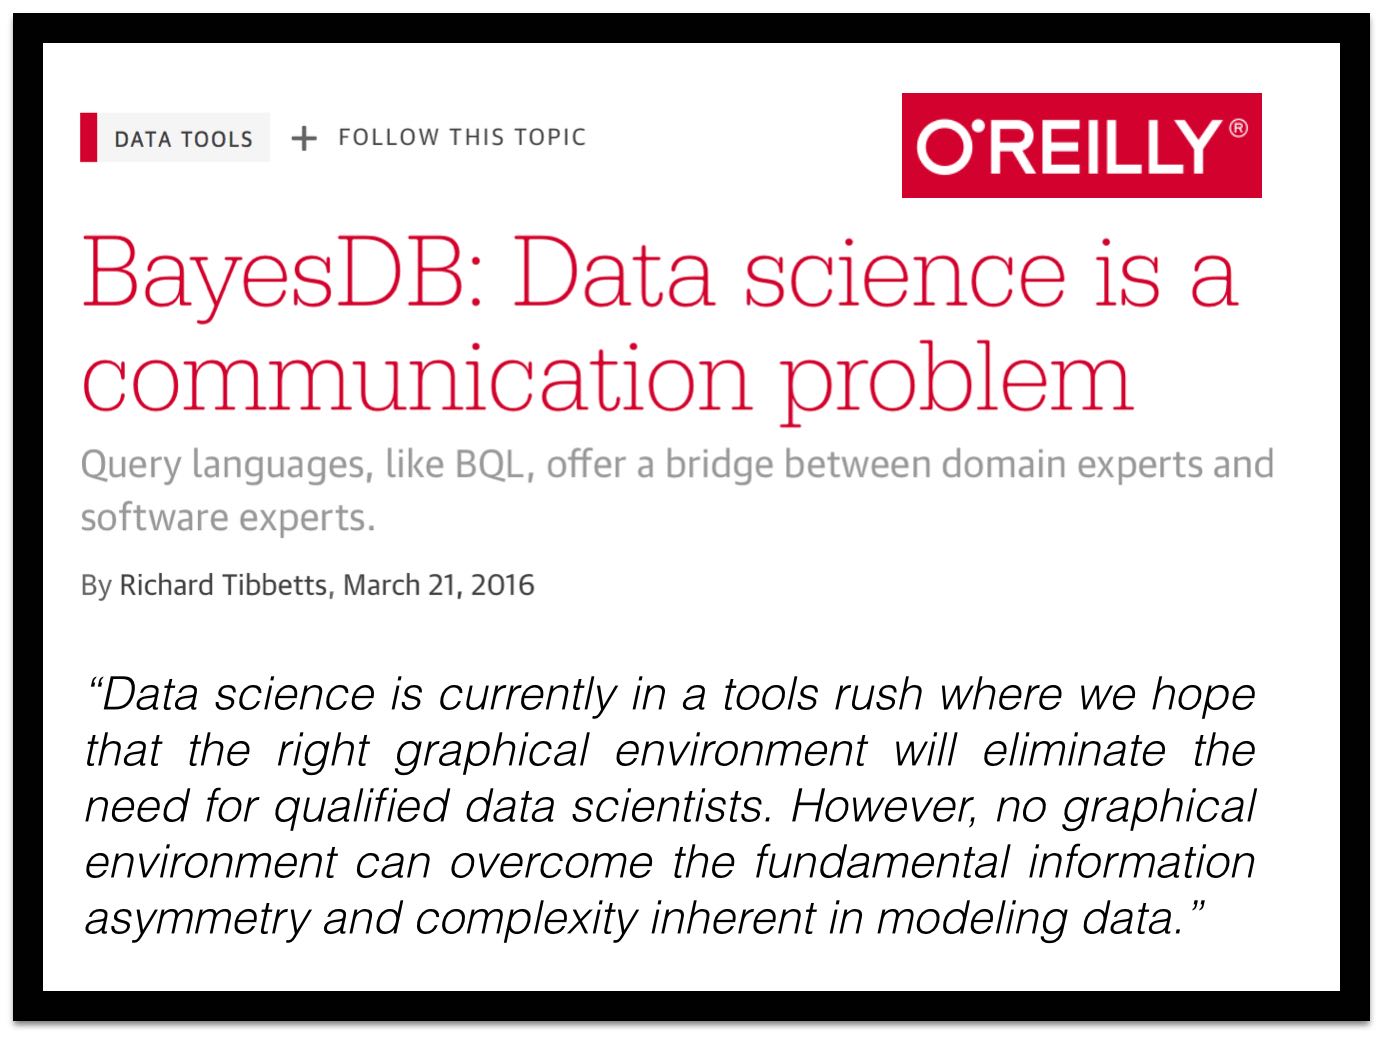 DATA TOOLS + FOLLOW THIS TOPIC
O'REILLY®
BayesDB: Data science is a
communication problem
Query languages, like BQL, offer a bridge between domain experts and
software experts.
By Richard Tibbetts, March 21, 2016
“Data science is currently in a tools rush where we hope
that the right graphical environment will eliminate the
need for qualified data scientists. However, no graphical
environment can overcome the fundamental information
asymmetry and complexity inherent in modeling data.”